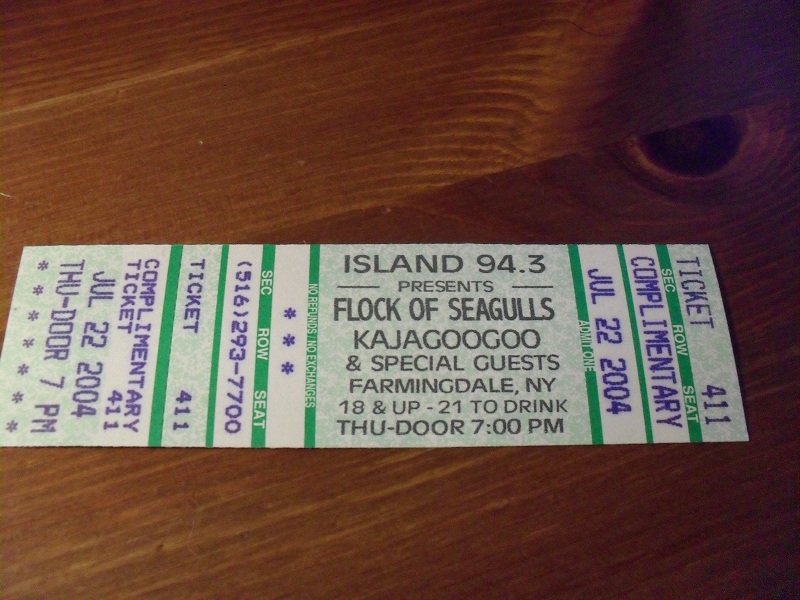 * * * * * *
THU-DOOR 7 PM
JUL 22 2004
COMPLIMENTARY
TICKET 411
TICKET 411
(516)293-7700
SEC ROW SEAT
* * *
NO REFUNDS / NO EXCHANGES
ISLAND 94.3
PRESENTS
FLOCK OF SEAGULLS
KAJAGOOGOO
& SPECIAL GUESTS
FARMINGDALE, NY
18 & UP - 21 TO DRINK
THU-DOOR 7:00 PM
ADMIT ONE
JUL 22 2004
COMPLIMENTARY
SEC ROW SEAT
TICKET 411